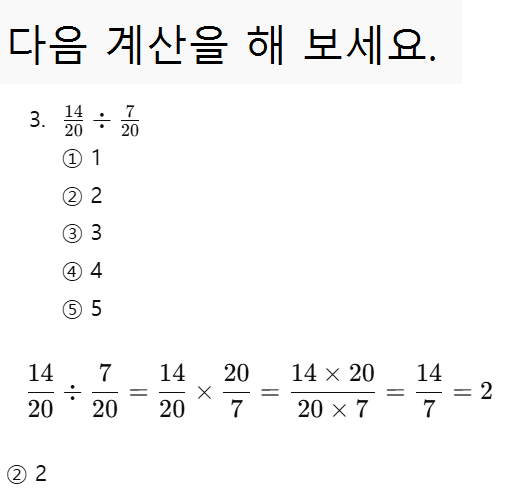 다음 계산을 해 보세요.
3. 14/20 ÷ 7/20
① 1
② 2
③ 3
④ 4
⑤ 5
14/20 ÷ 7/20 = 14/20 × 20/7 = (14 × 20)/(20 × 7) = 14/7 = 2
② 2